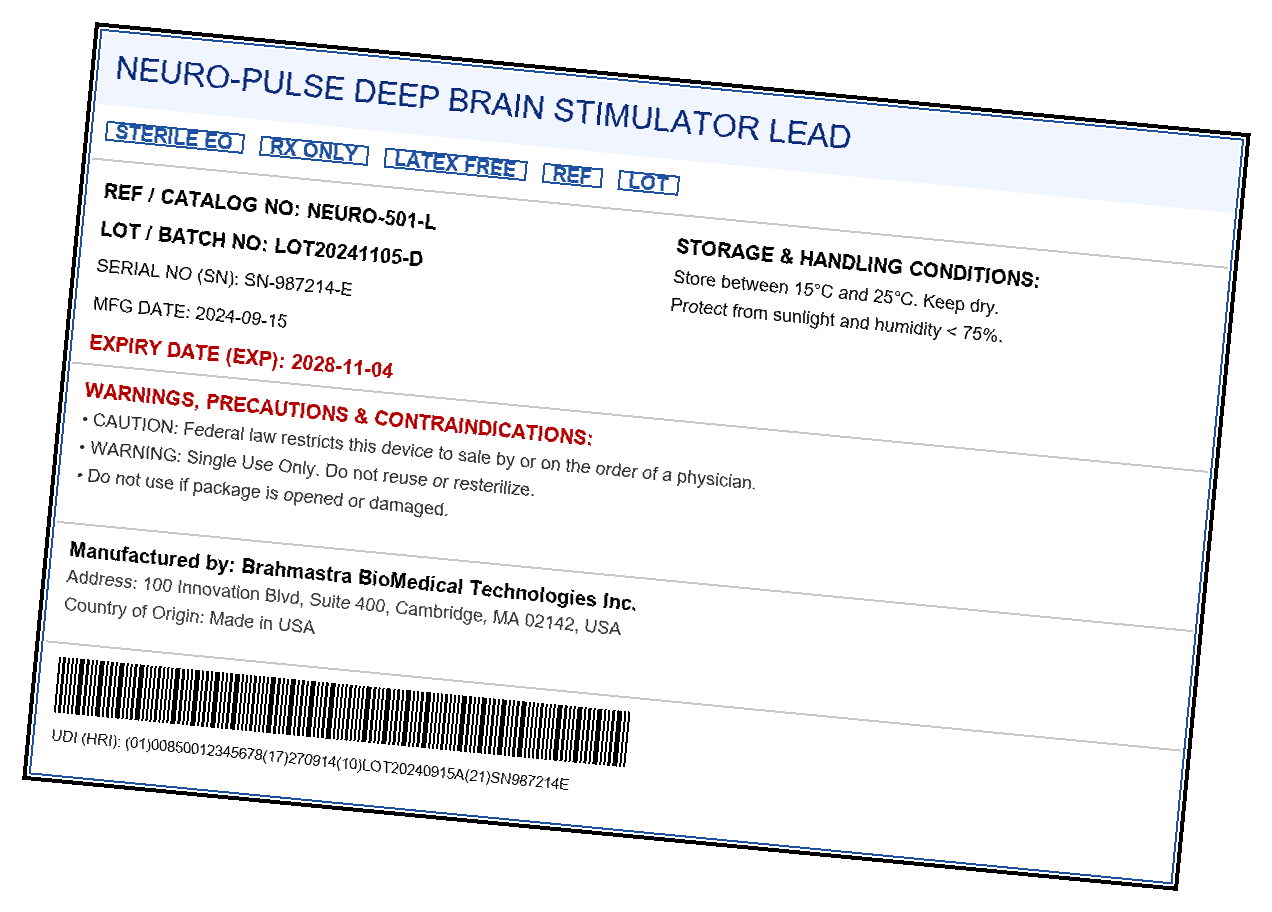 NEURO-PULSE DEEP BRAIN STIMULATOR LEAD
STERILE EO RX ONLY LATEX FREE REF LOT
REF / CATALOG NO: NEURO-501-L
LOT / BATCH NO: LOT20241105-D
SERIAL NO (SN): SN-987214-E
MFG DATE: 2024-09-15
EXPIRY DATE (EXP): 2028-11-04
STORAGE & HANDLING CONDITIONS:
Store between 15°C and 25°C. Keep dry.
Protect from sunlight and humidity < 75%.
WARNINGS, PRECAUTIONS & CONTRAINDICATIONS:
• CAUTION: Federal law restricts this device to sale by or on the order of a physician.
• WARNING: Single Use Only. Do not reuse or resterilize.
• Do not use if package is opened or damaged.
Manufactured by: Brahmastra BioMedical Technologies Inc.
Address: 100 Innovation Blvd, Suite 400, Cambridge, MA 02142, USA
Country of Origin: Made in USA
UDI (HRI): (01)00850012345678(17)270914(10)LOT20240915A(21)SN987214E